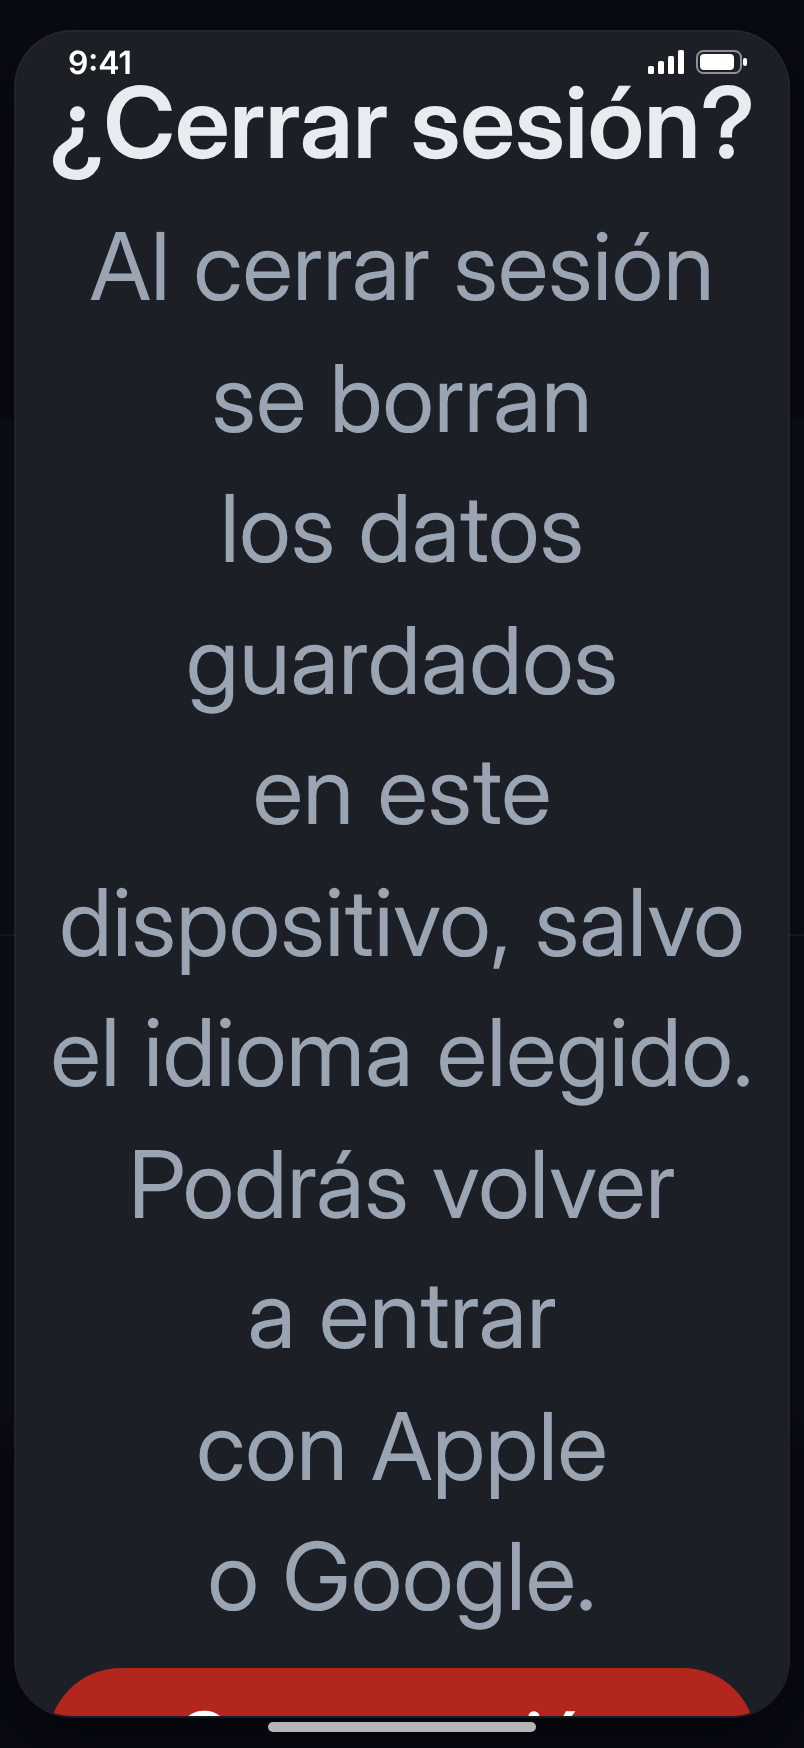 9:41
¿Cerrar sesión?
Al cerrar sesión
se borran
los datos
guardados
en este
dispositivo, salvo
el idioma elegido.
Podrás volver
a entrar
con Apple
o Google.